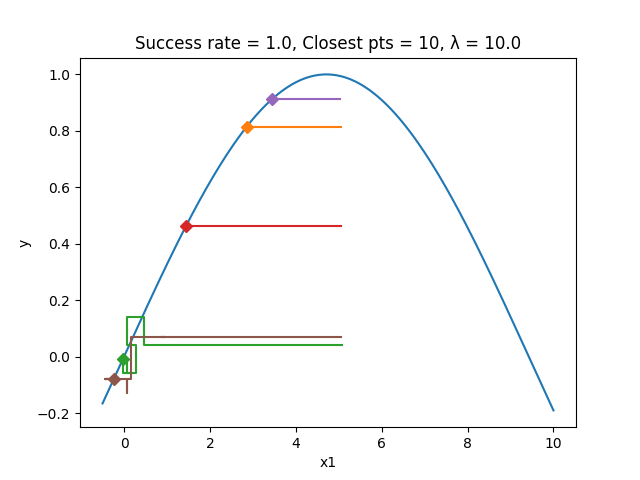 Success rate = 1.0, Closest pts = 10, λ = 10.0
1.0
0.8
0.6
0.4
0.2
0.0
−0.2
y
0 2 4 6 8 10
x1